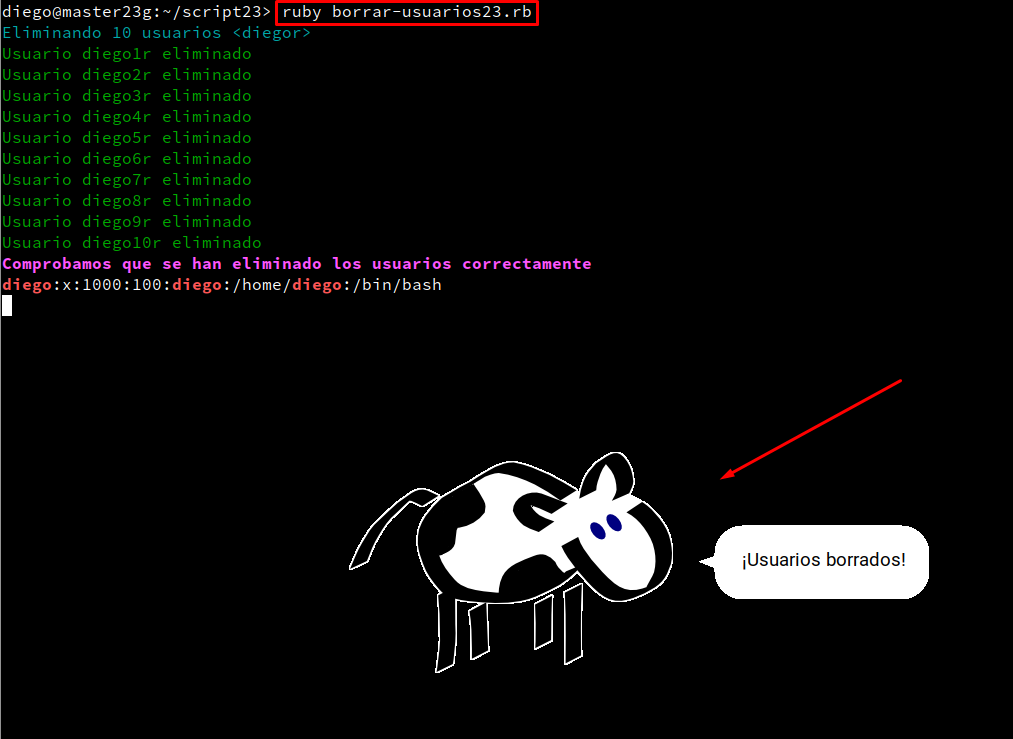 diego@master23g:~/script23> ruby borrar-usuarios23.rb
Eliminando 10 usuarios <diegor>
Usuario diego1r eliminado
Usuario diego2r eliminado
Usuario diego3r eliminado
Usuario diego4r eliminado
Usuario diego5r eliminado
Usuario diego6r eliminado
Usuario diego7r eliminado
Usuario diego8r eliminado
Usuario diego9r eliminado
Usuario diego10r eliminado
Comprobamos que se han eliminado los usuarios correctamente
diego:x:1000:100:diego:/home/diego:/bin/bash
¡Usuarios borrados!